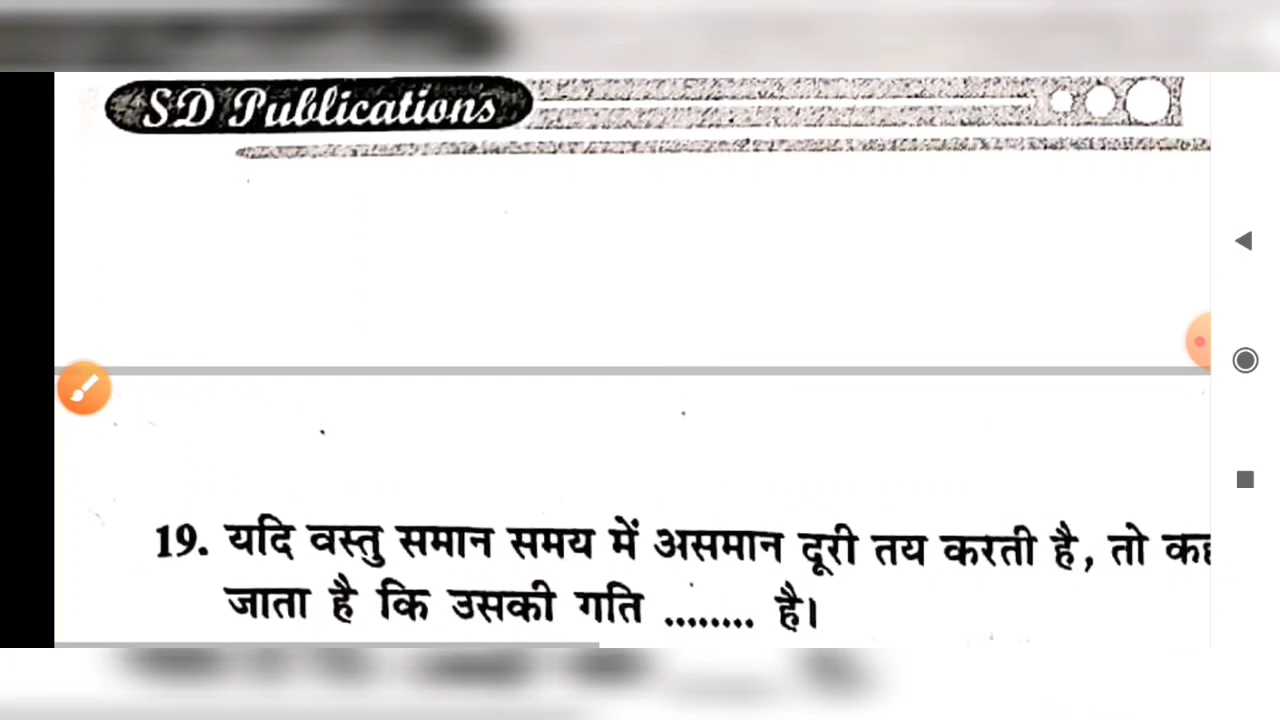 SD Publications
19. यदि वस्तु समान समय में असमान दूरी तय करती है, तो
जाता है कि उसकी गति ........ है।